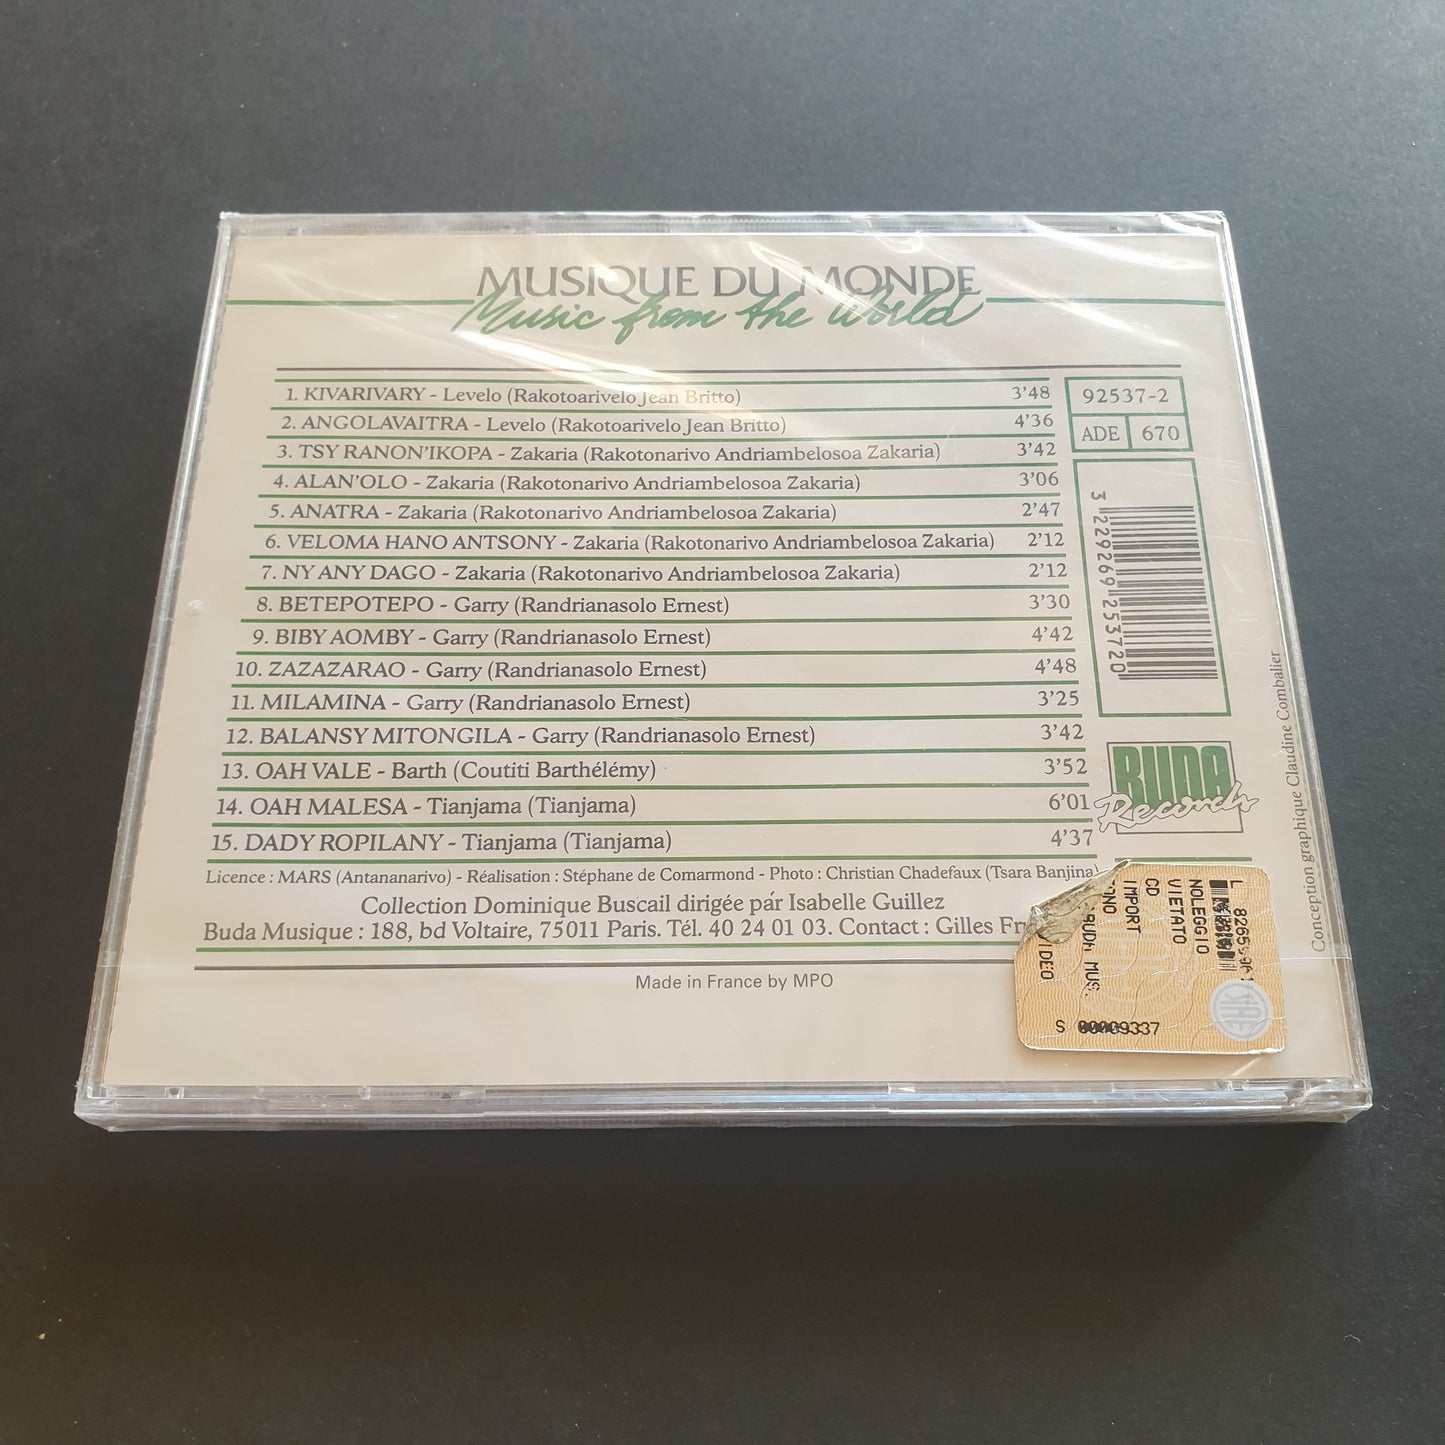 MUSIQUE DU MONDE
Music from the World
1. KIVARIVARY - Levelo (Rakotoarivelo Jean Britto) 3'48
2. ANGOLAVAITRA - Levelo (Rakotoarivelo Jean Britto) 4'36
3. TSY RANON'IKOPA - Zakaria (Rakotonarivo Andriambelosoa Zakaria) 3'42
4. ALAN'OLO - Zakaria (Rakotonarivo Andriambelosoa Zakaria) 3'06
5. ANATRA - Zakaria (Rakotonarivo Andriambelosoa Zakaria) 2'47
6. VELOMA HANO ANTSONY - Zakaria (Rakotonarivo Andriambelosoa Zakaria) 2'12
7. NY ANY DAGO - Zakaria (Rakotonarivo Andriambelosoa Zakaria) 2'12
8. BETEPOTEPO - Garry (Randrianasolo Ernest) 3'30
9. BIBY AOMBY - Garry (Randrianasolo Ernest) 4'42
10. ZAZAZARAO - Garry (Randrianasolo Ernest) 4'48
11. MILAMINA - Garry (Randrianasolo Ernest) 3'25
12. BALANSY MITONGILA - Garry (Randrianasolo Ernest) 3'42
13. OAH VALE - Barth (Coutiti Barthélémy) 3'52
14. OAH MALESA - Tianjama (Tianjama) 6'01
15. DADY ROPILANY - Tianjama (Tianjama) 4'37
Licence : MARS (Antananarivo) - Réalisation : Stéphane de Comarmond - Photo : Christian Chadefaux (Tsara Banjina)
Collection Dominique Buscail dirigée par Isabelle Guillez
Buda Musique : 188, bd Voltaire, 75011 Paris. Tél. 40 24 01 03. Contact : Gilles
Made in France by MPO
92537-2
ADE 670
3 229269 253720
BUDA
Records
Conception graphique Claudine Combalier
NOLEGGIO
VIETATO
CD
IMPORT
MUS.
VIDEO
S 00009337